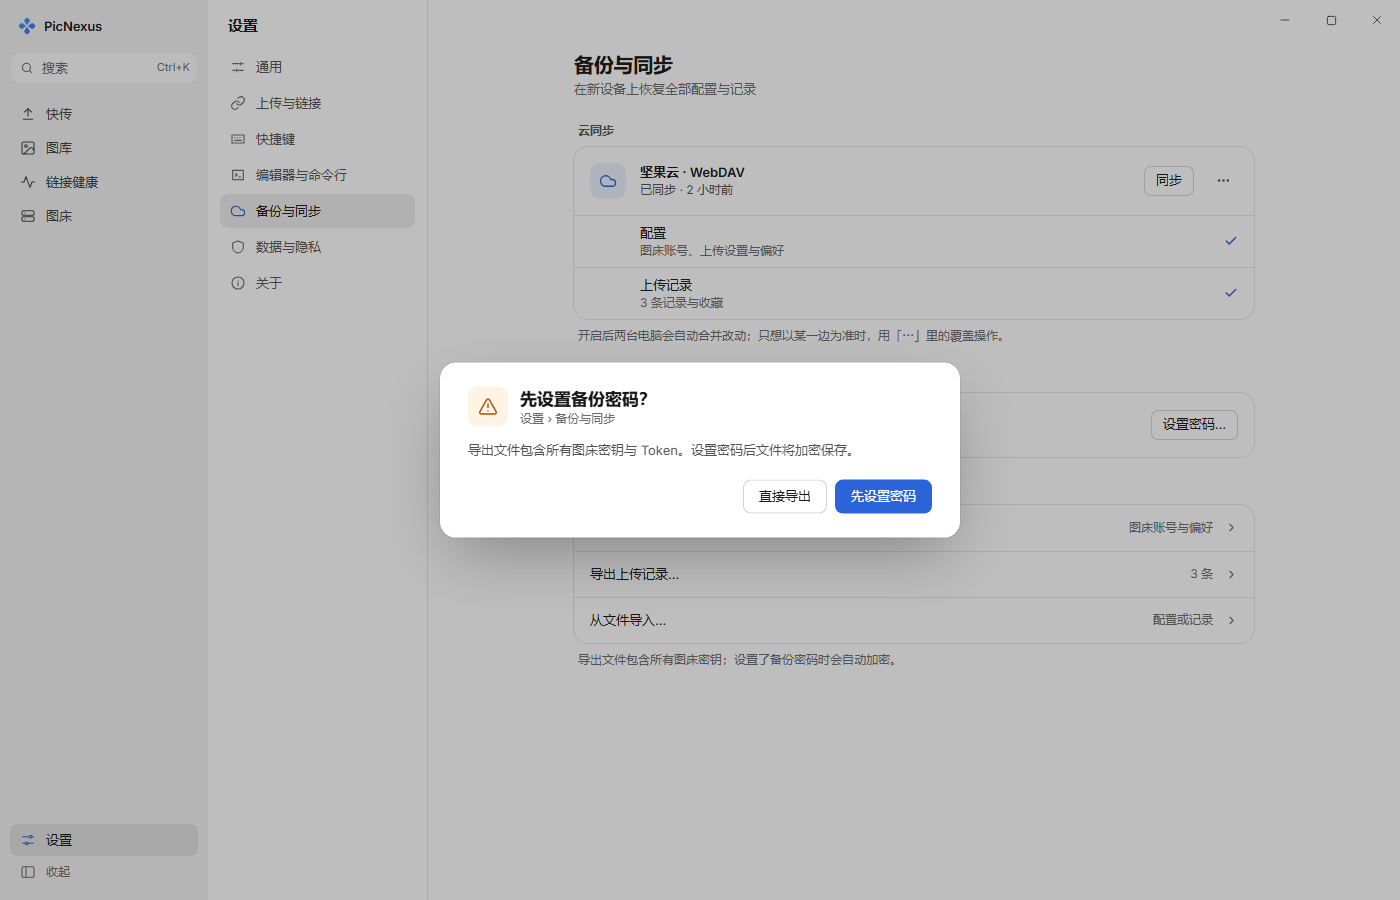 PicNexus
搜索 Ctrl+K
快传
图库
链接健康
图床
设置
收起
设置
通用
上传与链接
快捷键
编辑器与命令行
备份与同步
数据与隐私
关于
备份与同步
在新设备上恢复全部配置与记录
云同步
坚果云 · WebDAV
已同步 · 2 小时前
同步
配置
图床账号、上传设置与偏好
上传记录
3 条记录与收藏
开启后两台电脑会自动合并改动；只想以某一边为准时，用「···」里的覆盖操作。
先设置备份密码？
设置 › 备份与同步
导出文件包含所有图床密钥与 Token。设置密码后文件将加密保存。
直接导出
先设置密码
设置密码...
图床账号与偏好
导出上传记录...
3 条
从文件导入...
配置或记录
导出文件包含所有图床密钥；设置了备份密码时会自动加密。